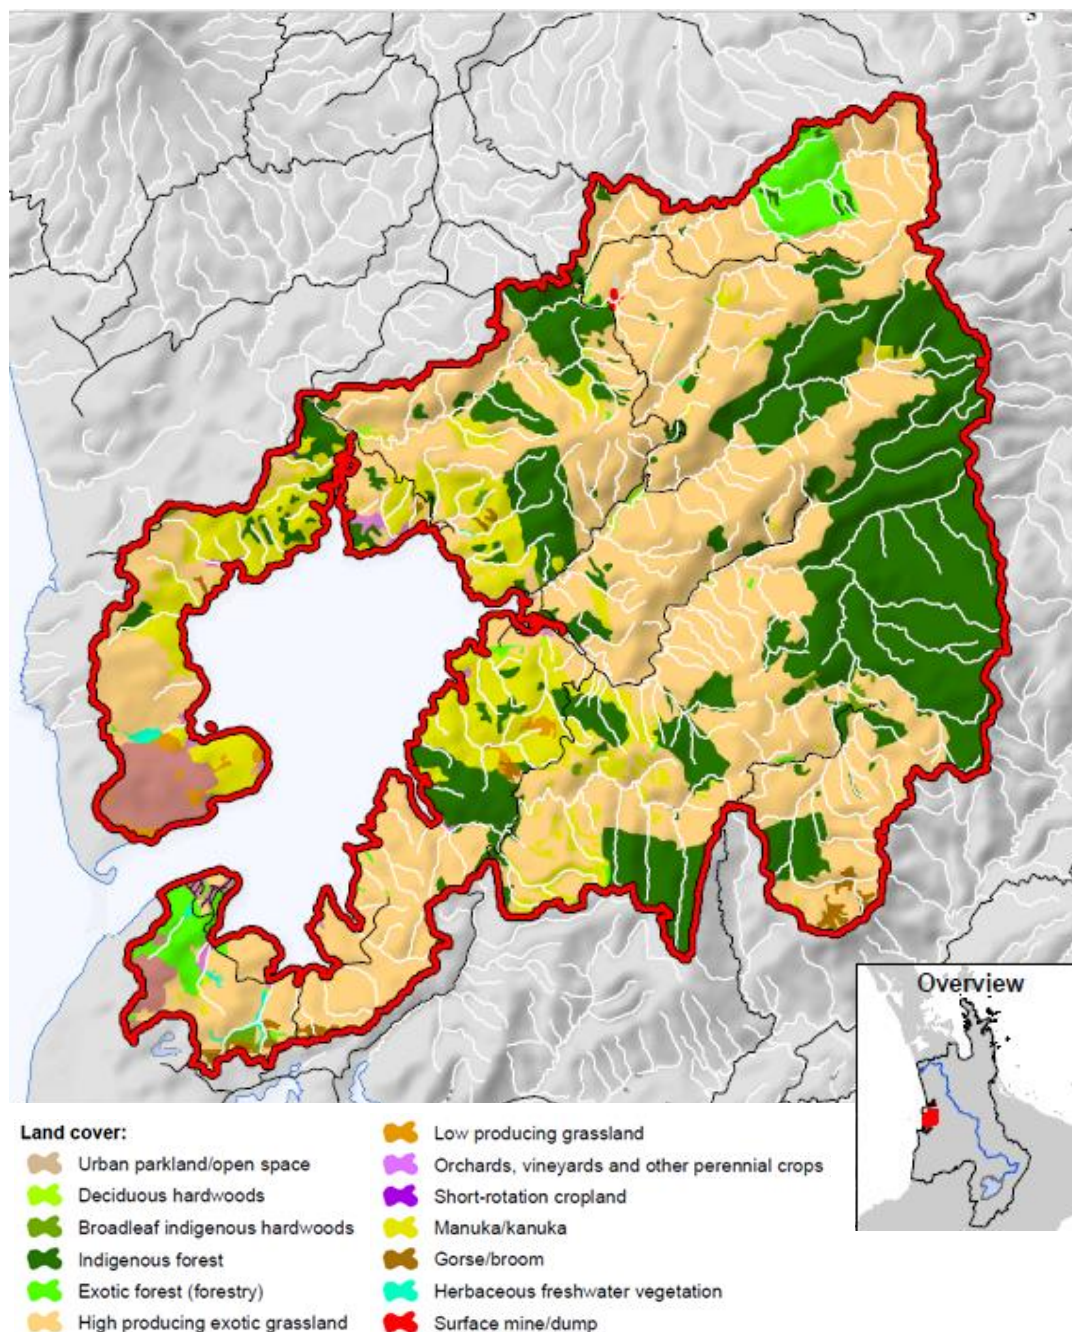 S
Overview
Land cover:
Urban parkland/open space
Deciduous hardwoods
Broadleaf indigenous hardwoods
Indigenous forest
Exotic forest (forestry)
High producing exotic grassland
Low producing grassland
Orchards, vineyards and other perennial crops
Short-rotation cropland
Manuka/kanuka
Gorse/broom
Herbaceous freshwater vegetation
Surface mine/dump